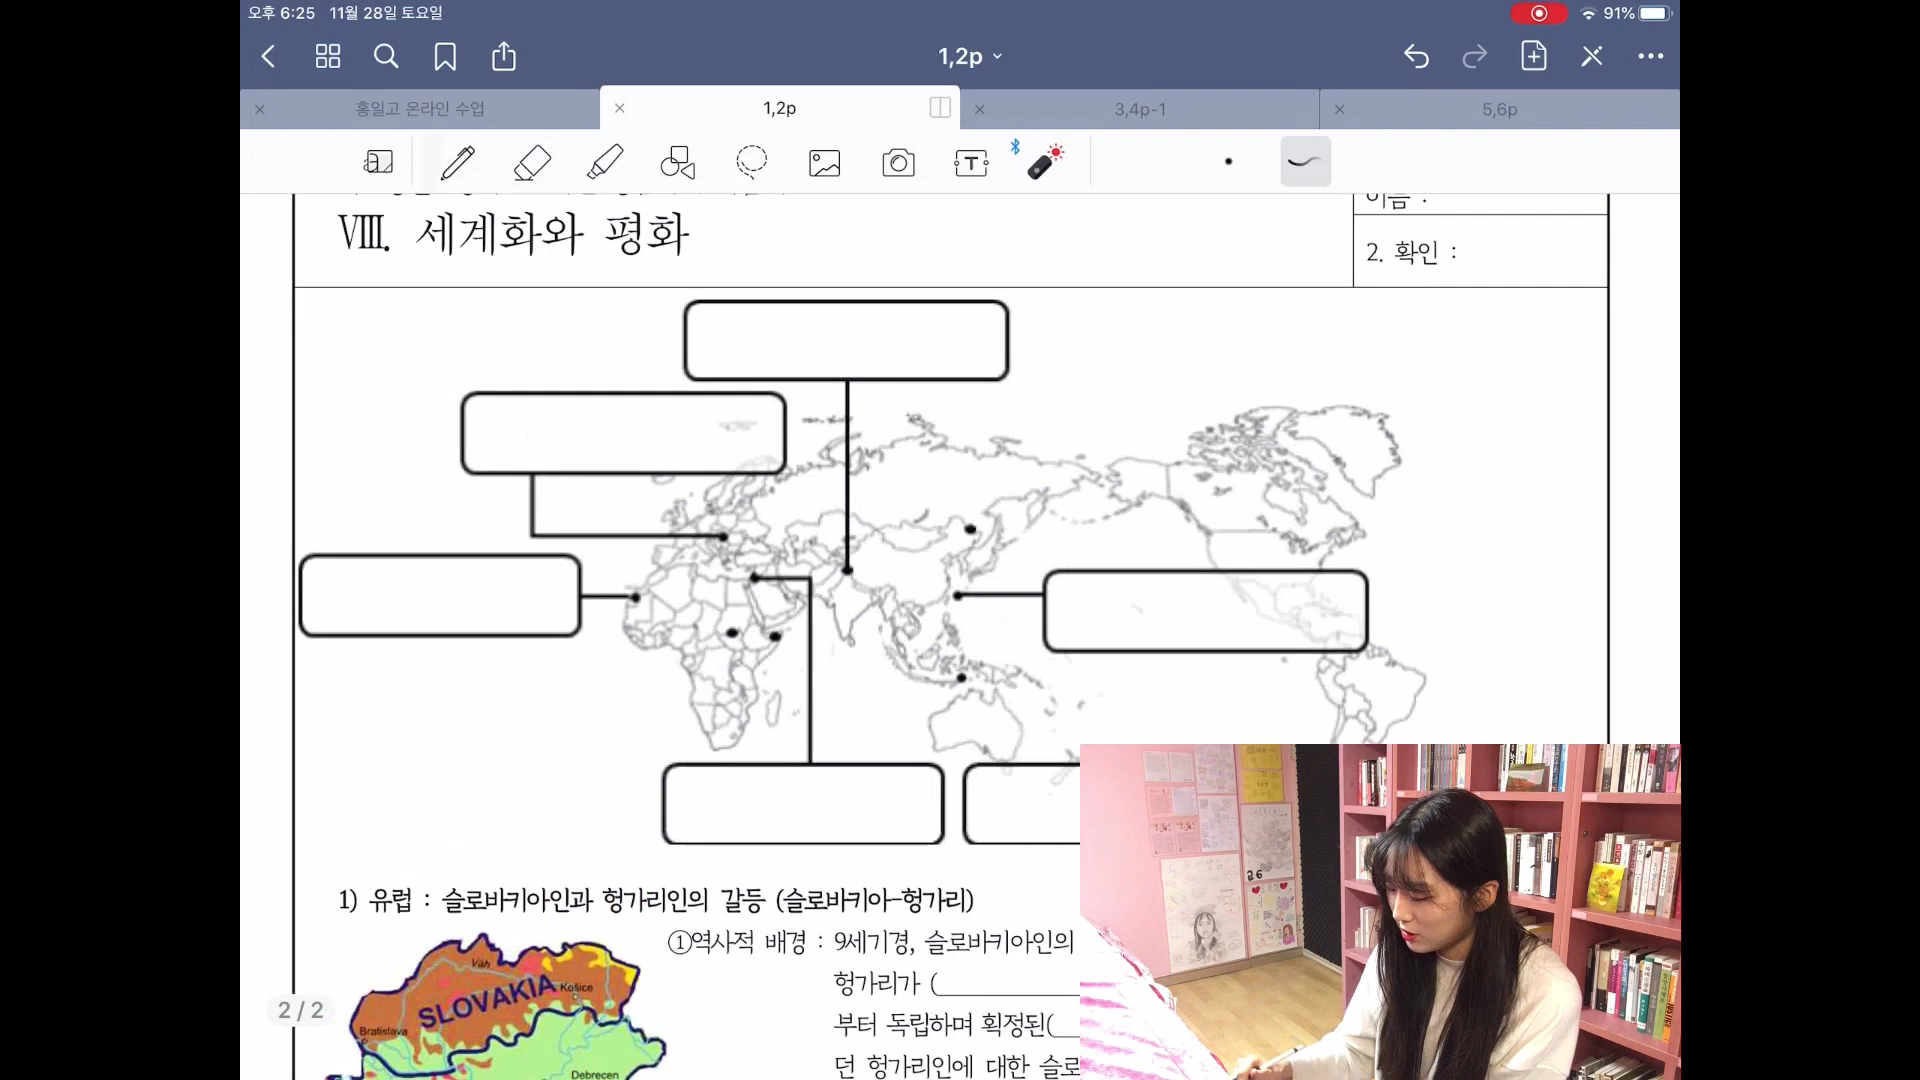 오후 6:25 11월 28일 토요일
91%
1,2p
홍일고 온라인 수업
1,2p
3,4p-1
5,6p
이름 :
Ⅷ. 세계화와 평화
2. 확인 :
1) 유럽 : 슬로바키아인과 헝가리인의 갈등 (슬로바키아-헝가리)
①역사적 배경 : 9세기경, 슬로바키아인의
헝가리가 (
부터 독립하며 획정된(
던 헝가리인에 대한 슬로
Váh
SLOVAKIA
Košice
Bratislava
Debrecen
2 / 2